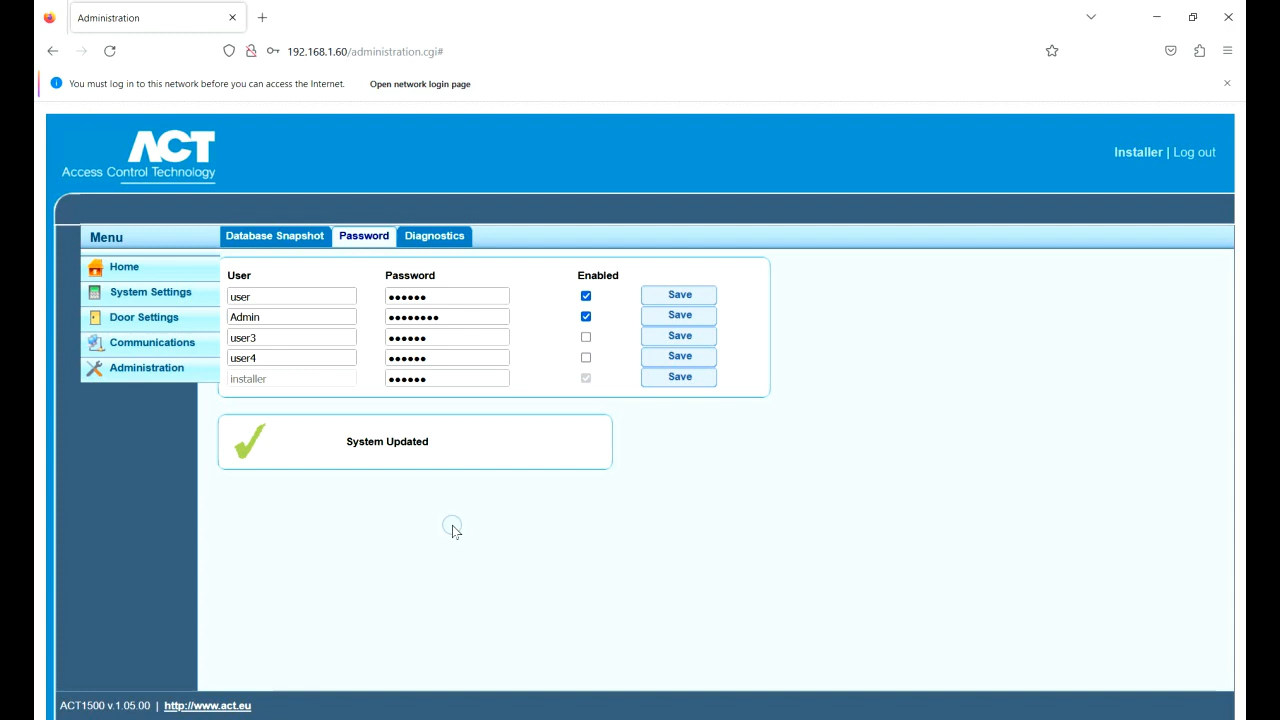 Administration
192.168.1.60/administration.cgi#
You must log in to this network before you can access the Internet. Open network login page
ACT
Access Control Technology
Installer | Log out
Menu
Home
System Settings
Door Settings
Communications
Administration
Database Snapshot Password Diagnostics
User Password Enabled
user •••••• Save
Admin •••••••• Save
user3 •••••• Save
user4 •••••• Save
installer •••••• Save
System Updated
ACT1500 v.1.05.00 | http://www.act.eu